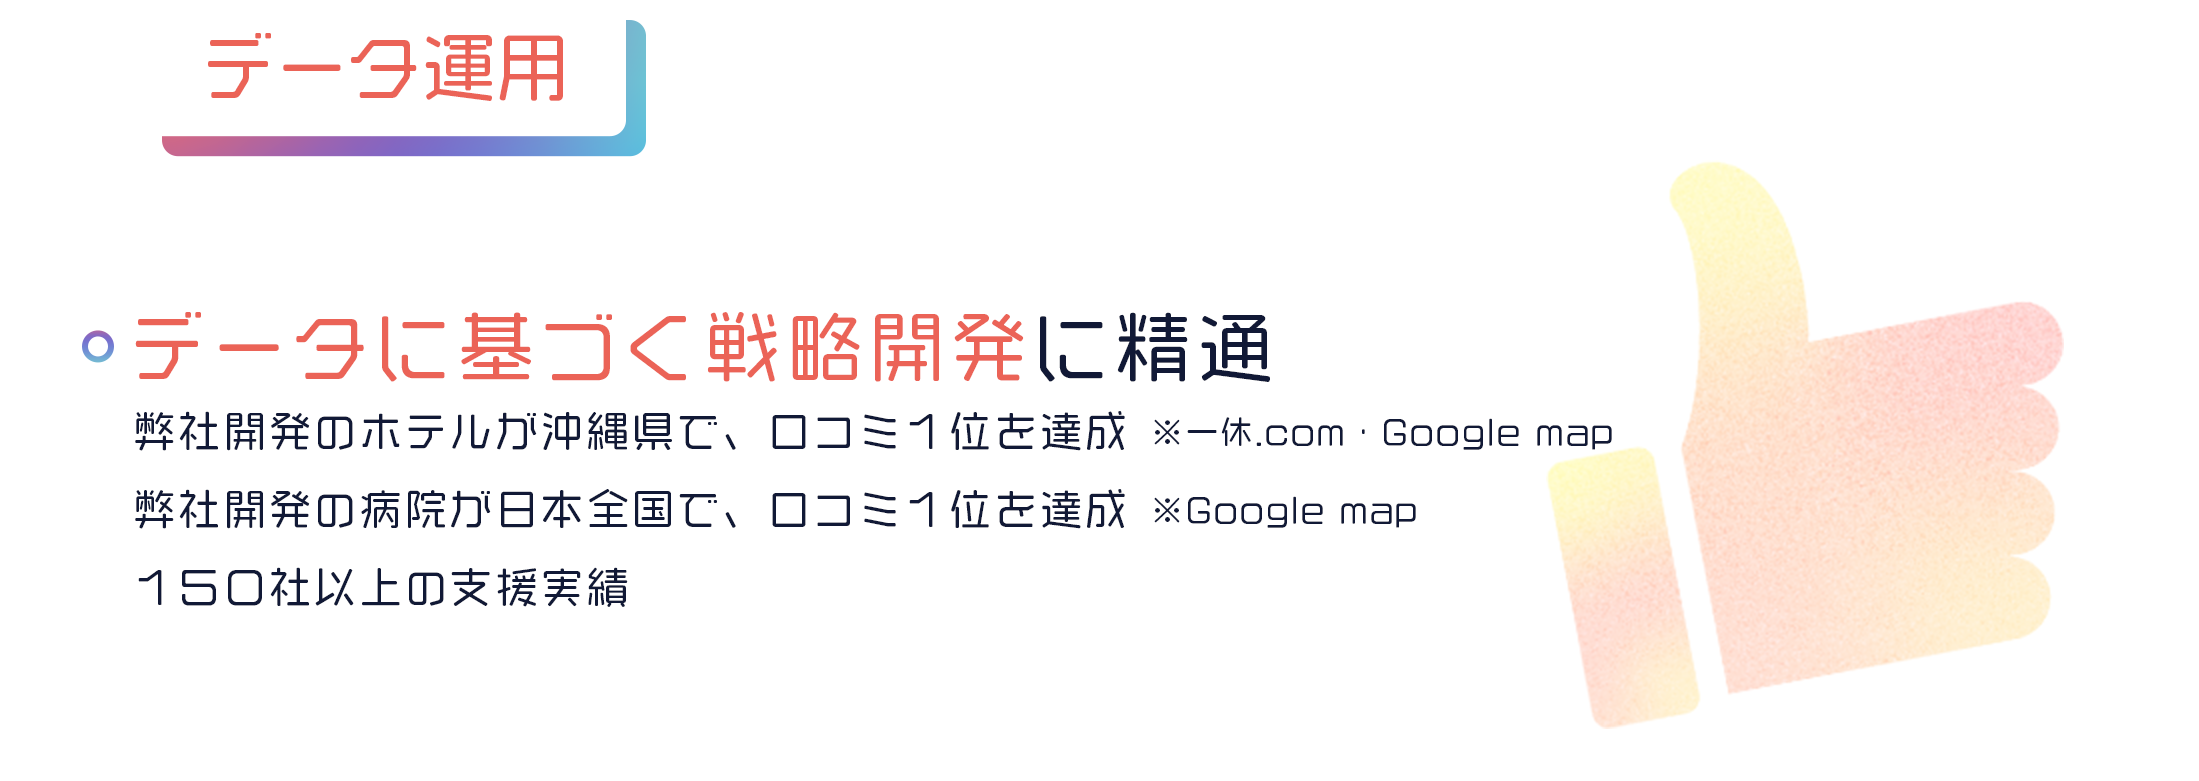 データ運用
データに基づく戦略開発に精通
弊社開発のホテルが沖縄県で、口コミ1位を達成 ※一休.com・Google map
弊社開発の病院が日本全国で、口コミ1位を達成 ※Google map
150社以上の支援実績